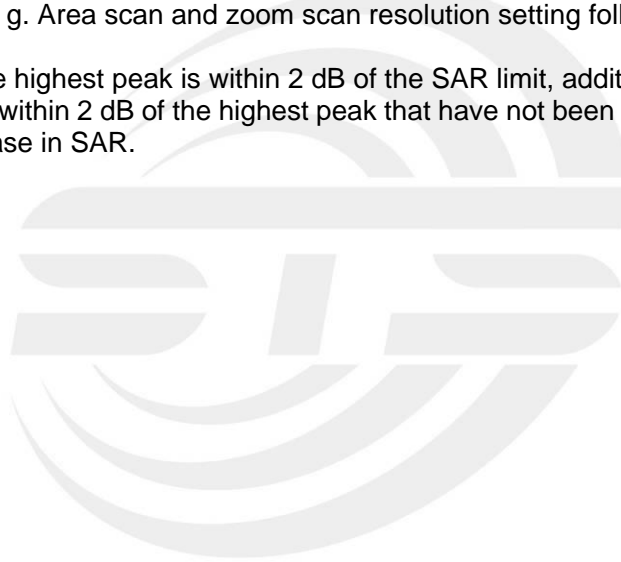 g. Area scan and zoom scan resolution setting foll
highest peak is within 2 dB of the SAR limit, addit
within 2 dB of the highest peak that have not been
ase in SAR.
STS